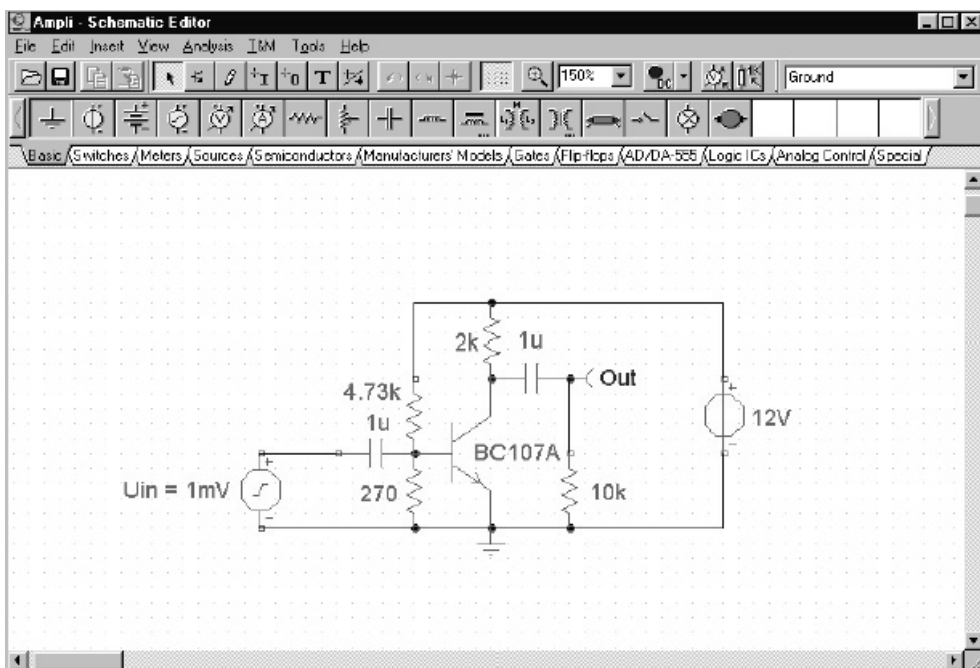 Ampli - Schematic Editor
File Edit Insert View Analysis T&M Tools Help
T 150% DC Ground
Basic Switches Meters Sources Semiconductors Manufacturers' Models Gates Flip-flops AD/DA-555 Logic ICs Analog Control Special
2k 1u
Out
4.73k
1u
12V
BC107A
Uin = 1mV 270 10k